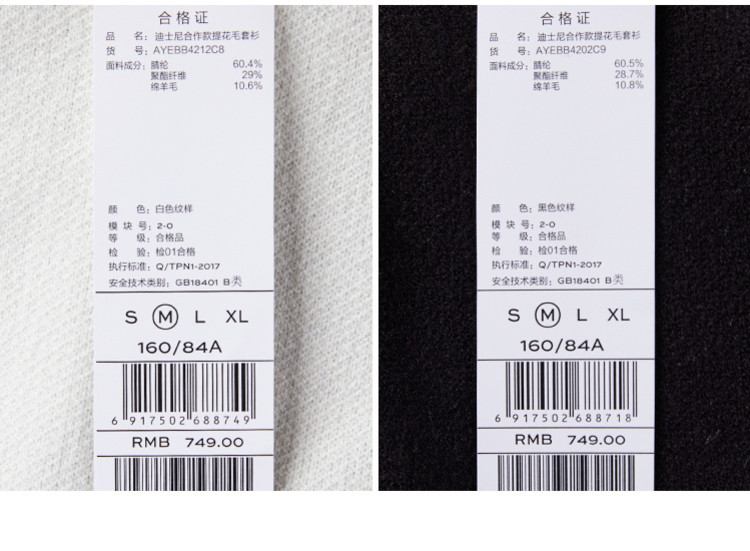 合格证
品 名：迪士尼合作款提花毛套衫
货 号：AYEBB4212C8
面料成分：腈纶 60.4%
聚酯纤维 29%
绵羊毛 10.6%
颜 色：白色纹样
模 块 号：2-0
等 级：合格品
检 验：检01合格
执行标准：Q/TPN1-2017
安全技术类别：GB18401 B类
S M L XL
160/84A
6 917502 688749
RMB 749.00
合格证
品 名：迪士尼合作款提花毛套衫
货 号：AYEBB4202C9
面料成分：腈纶 60.5%
聚酯纤维 28.7%
绵羊毛 10.8%
颜 色：黑色纹样
模 块 号：2-0
等 级：合格品
检 验：检01合格
执行标准：Q/TPN1-2017
安全技术类别：GB18401 B类
S M L XL
160/84A
6 917502 688718
RMB 749.00